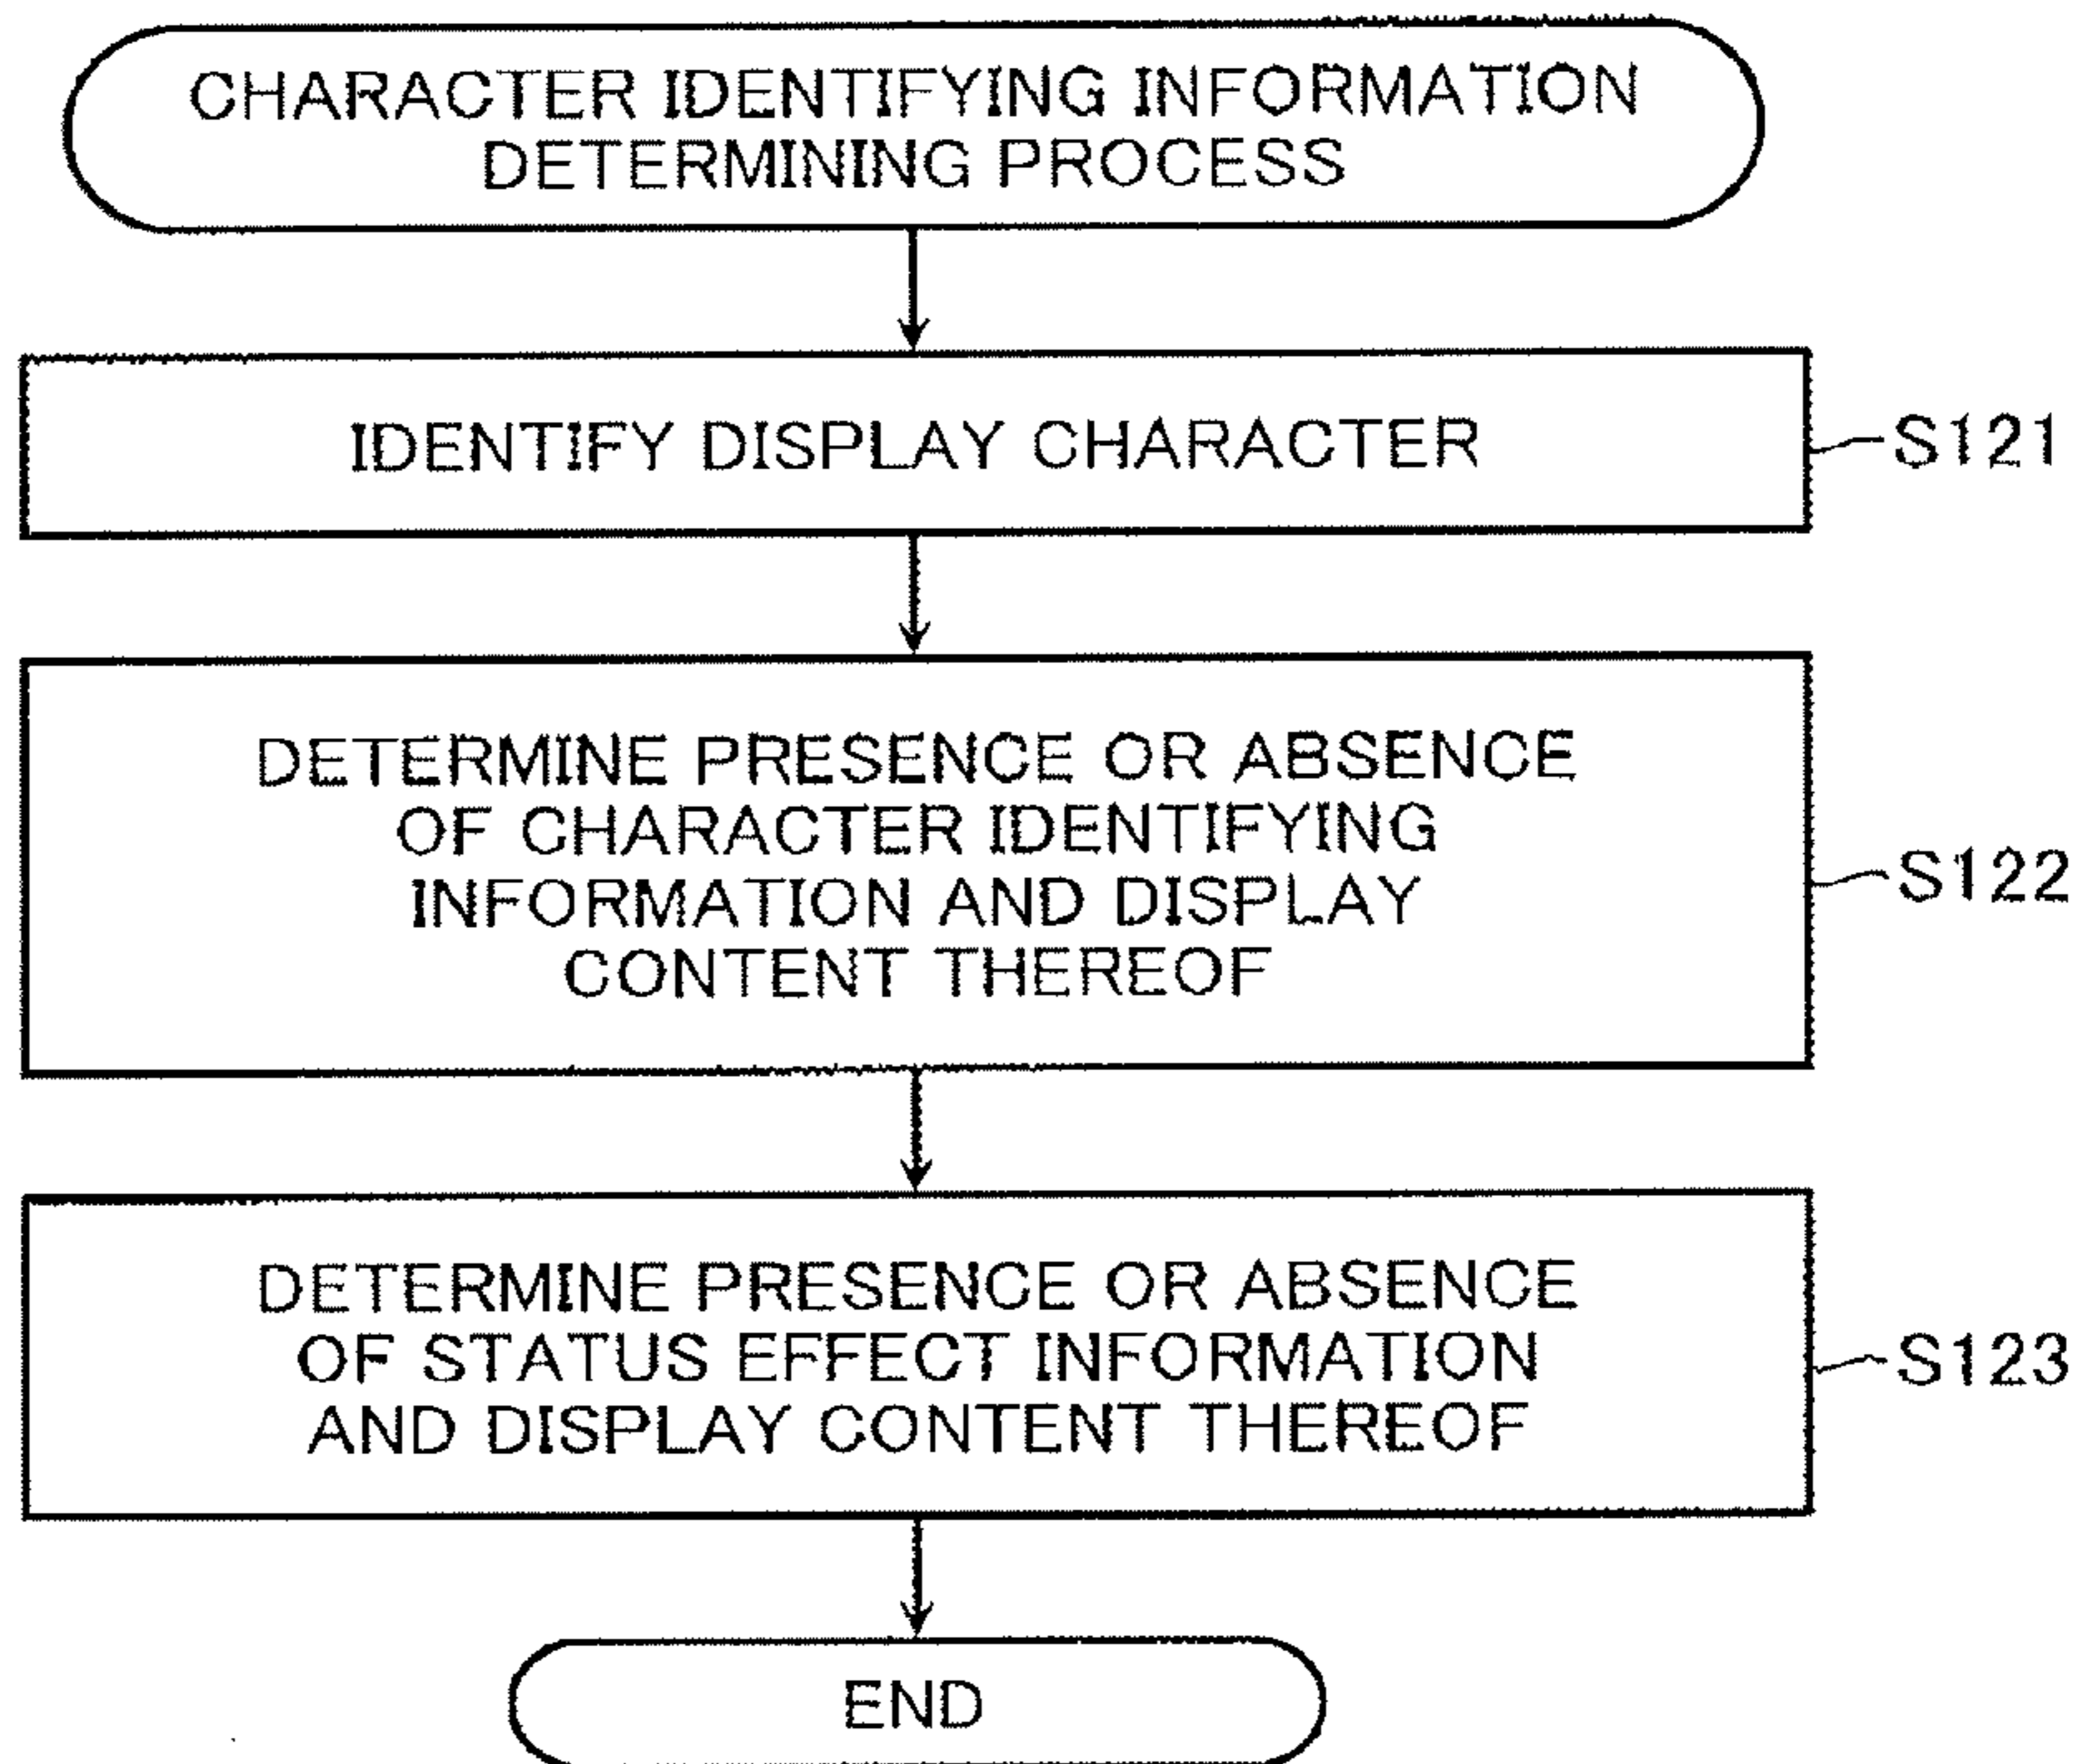 CHARACTER IDENTIFYING INFORMATION
DETERMINING PROCESS
IDENTIFY DISPLAY CHARACTER
S121
DETERMINE PRESENCE OR ABSENCE
OF CHARACTER IDENTIFYING
INFORMATION AND DISPLAY
CONTENT THEREOF
S122
DETERMINE PRESENCE OR ABSENCE
OF STATUS EFFECT INFORMATION
AND DISPLAY CONTENT THEREOF
S123
END